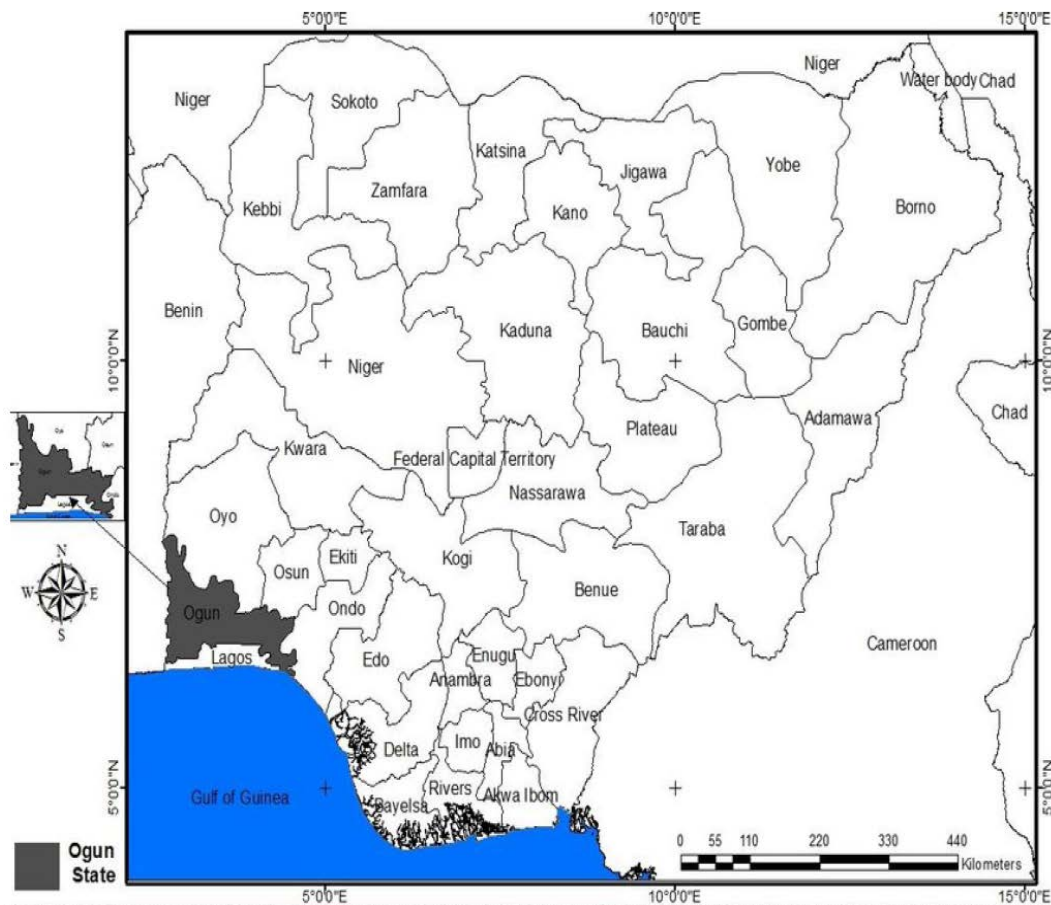 5°0'0"E
10°0'0"E
15°0'0"E
Niger
Niger
Water body
Chad
Sokoto
Katsina
Zamfara
Jigawa
Yobe
Kebbi
Kano
Borno
Benin
Kaduna
Bauchi
Gombe
Niger
10°0'0"N
10°0'0"N
Adamawa
Chad
Plateau
Kwara
Federal Capital Territory
Nassarawa
Oyo
Taraba
Kogi
Ekiti
Osun
Benue
N
W
E
S
Ogun
Ondo
Cameroon
Lagos
Edo
Enugu
Anambra
Ebony
Cross River
Imo
Abia
Delta
Rivers
Akwa Ibom
Bayelsa
Gulf of Guinea
5°0'0"N
5°0'0"N
0
55
110
220
330
440
Kilometers
Ogun
State
5°0'0"E
10°0'0"E
15°0'0"E